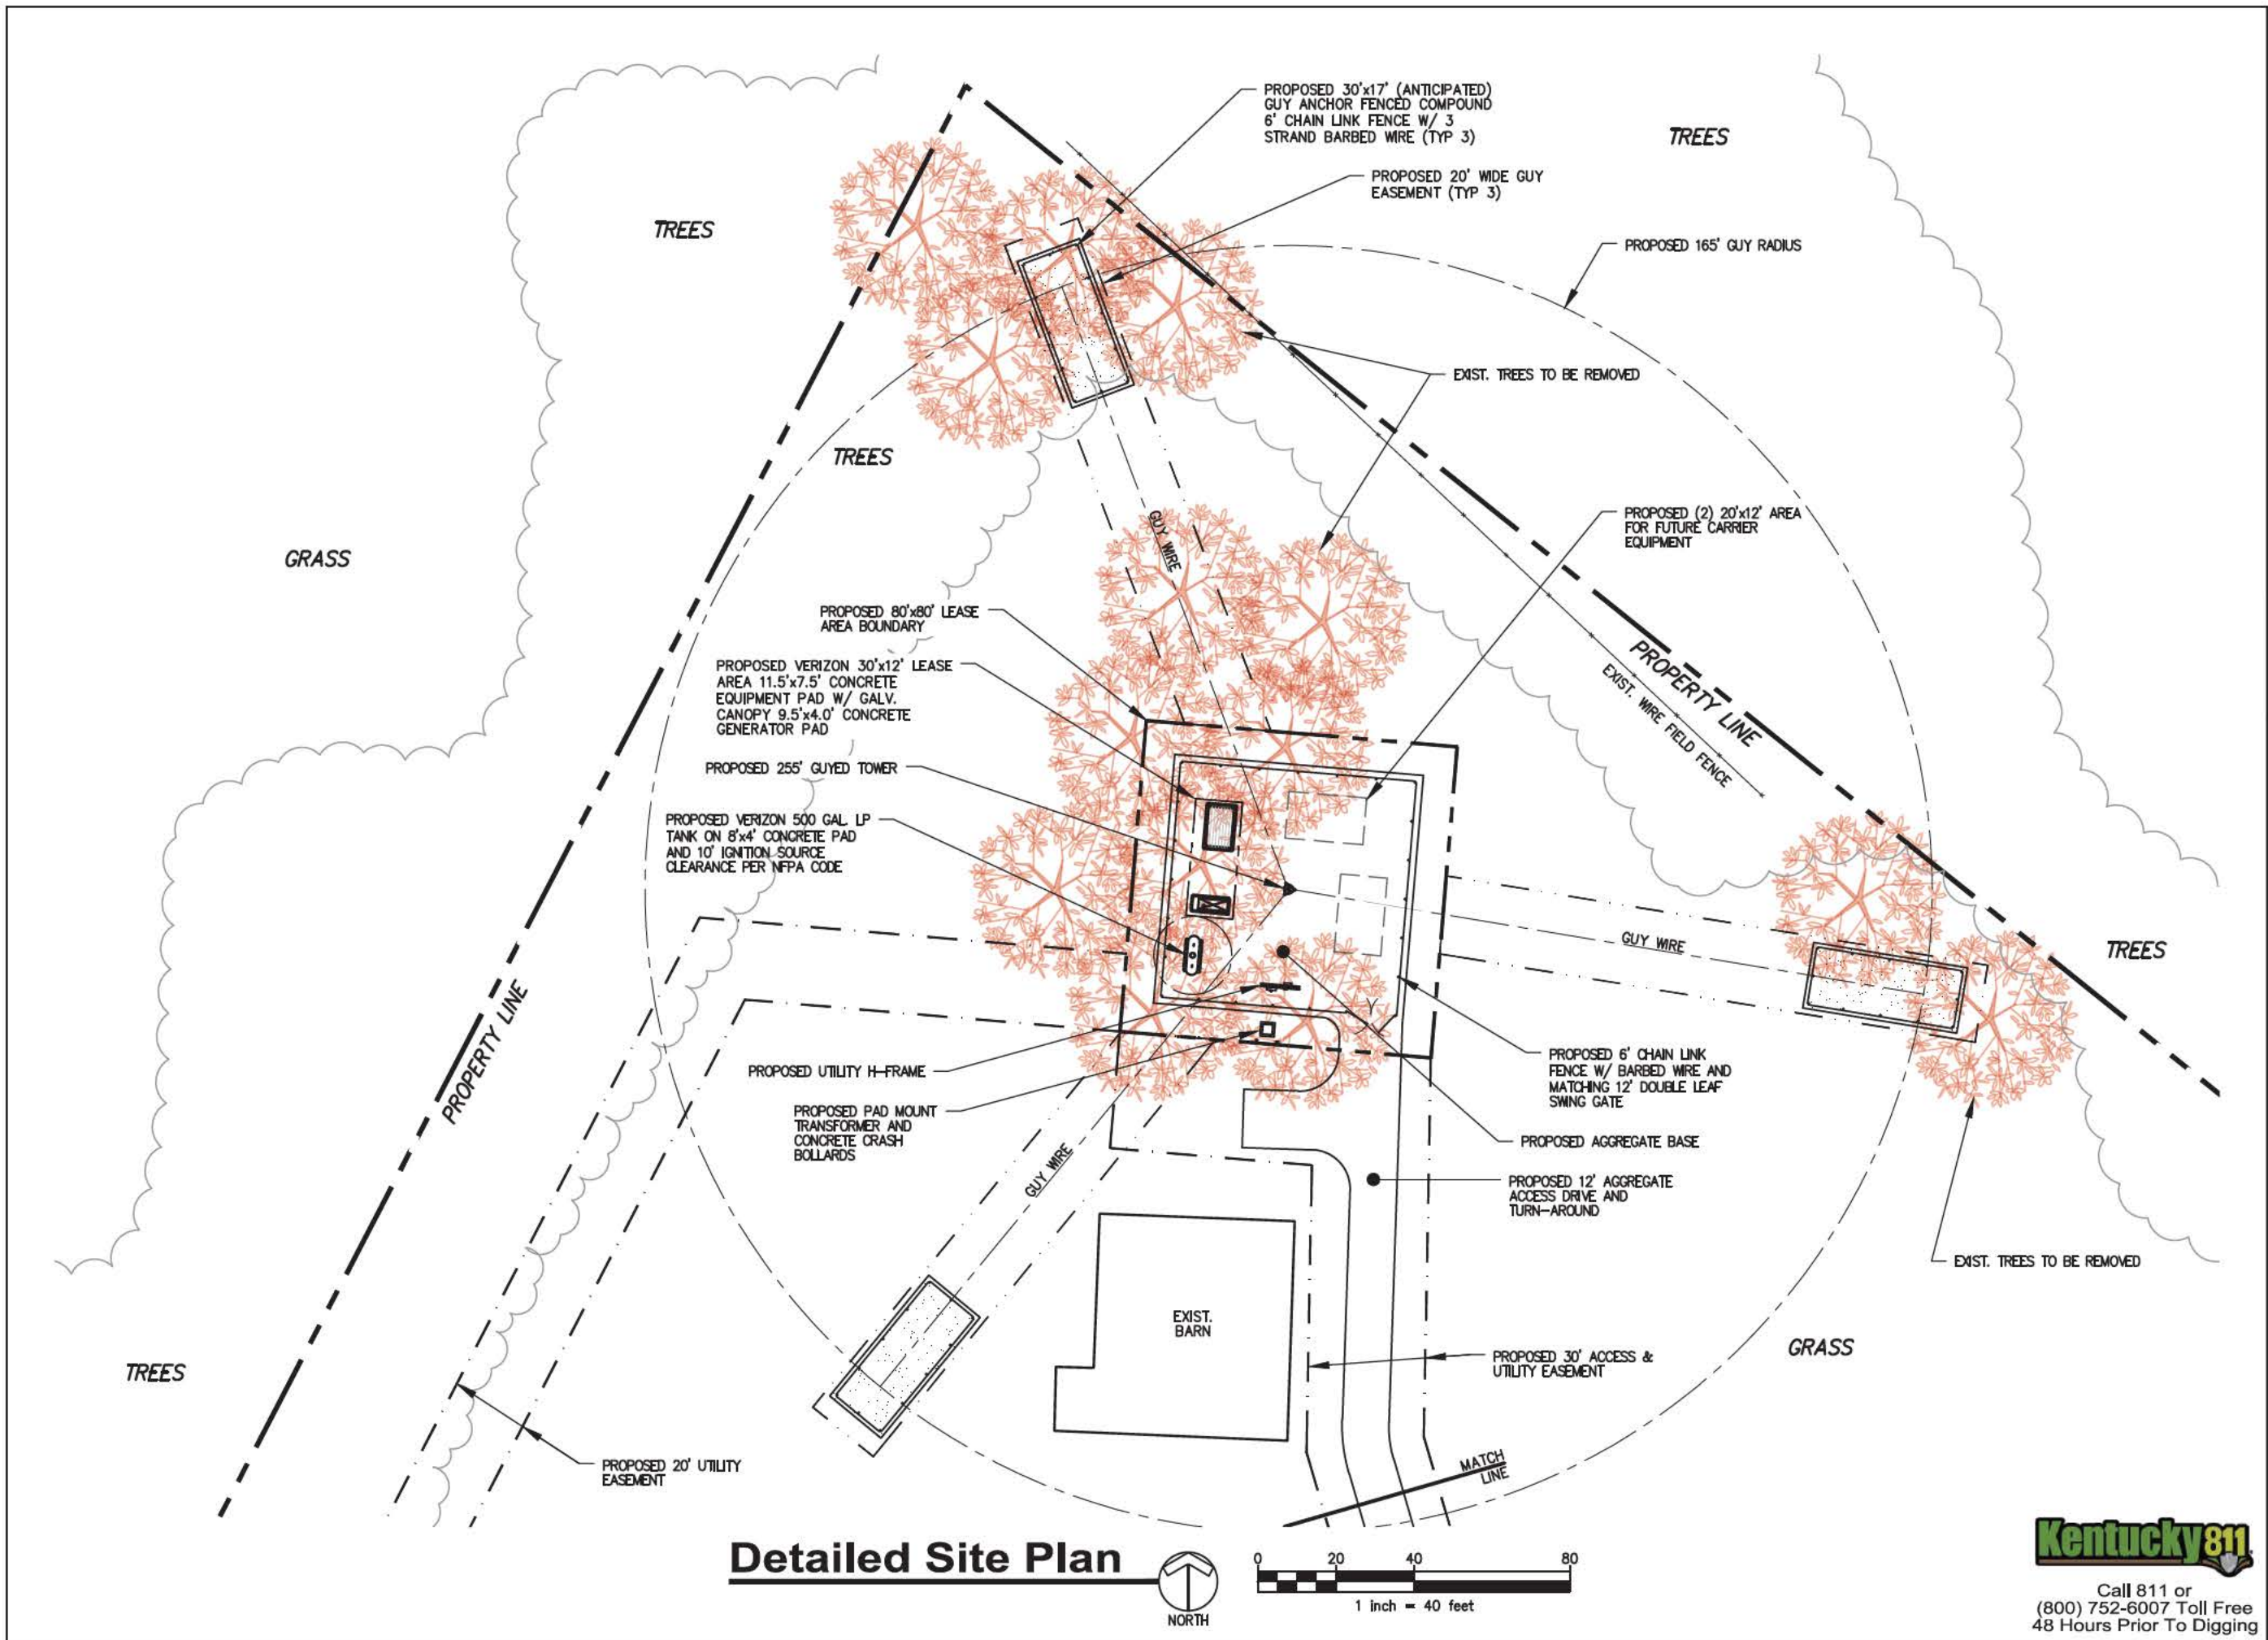 PROPOSED 30'x17' (ANTICIPATED)
GUY ANCHOR FENCED COMPOUND
6' CHAIN LINK FENCE W/ 3
STRAND BARBED WIRE (TYP 3)
TREES
PROPOSED 20' WIDE GUY
EASEMENT (TYP 3)
TREES
PROPOSED 165' GUY RADIUS
EXIST. TREES TO BE REMOVED
TREES
GUY WIRE
PROPOSED (2) 20'x12' AREA
FOR FUTURE CARRIER
EQUIPMENT
GRASS
PROPOSED 80'x80' LEASE
AREA BOUNDARY
PROPOSED VERIZON 30'x12' LEASE
AREA 11.5'x7.5' CONCRETE
EQUIPMENT PAD W/ GALV.
CANOPY 9.5'x4.0' CONCRETE
GENERATOR PAD
PROPERTY LINE
EXIST. WIRE FIELD FENCE
PROPOSED 255' GUYED TOWER
PROPOSED VERIZON 500 GAL LP
TANK ON 8'x4' CONCRETE PAD
AND 10' IGNITION SOURCE
CLEARANCE PER NFPA CODE
GUY WIRE
TREES
PROPERTY LINE
PROPOSED UTILITY H-FRAME
PROPOSED 6' CHAIN LINK
FENCE W/ BARBED WIRE AND
MATCHING 12' DOUBLE LEAF
SWING GATE
PROPOSED PAD MOUNT
TRANSFORMER AND
CONCRETE CRASH
BOLLARDS
PROPOSED AGGREGATE BASE
GUY WIRE
PROPOSED 12' AGGREGATE
ACCESS DRIVE AND
TURN-AROUND
EXIST. TREES TO BE REMOVED
EXIST.
BARN
GRASS
PROPOSED 30' ACCESS &
UTILITY EASEMENT
TREES
PROPOSED 20' UTILITY
EASEMENT
MATCH
LINE
Detailed Site Plan
NORTH
0 20 40 80
1 inch = 40 feet
Kentucky811
Call 811 or
(800) 752-6007 Toll Free
48 Hours Prior To Digging